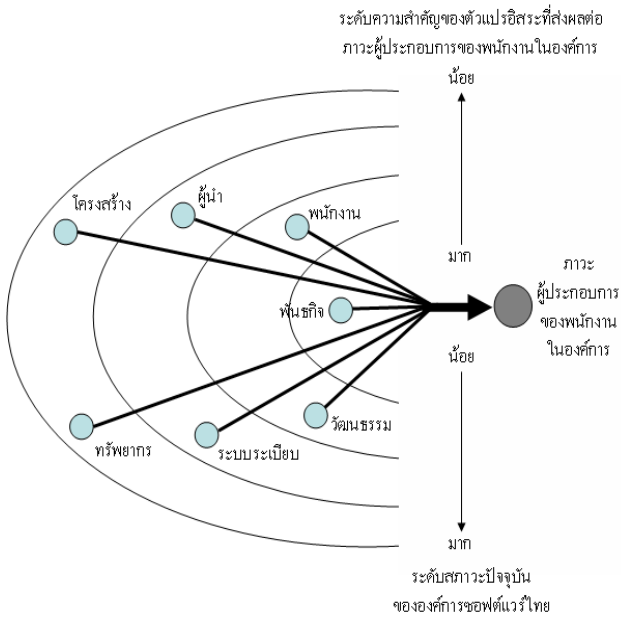 ระดับความสำคัญของตัวแปรอิสระที่ส่งผลต่อ
ภาวะผู้ประกอบการของพนักงานในองค์การ
น้อย
โครงสร้าง
ผู้นำ
พนักงาน
มาก
ภาวะ
ผู้ประกอบการ
ของพนักงาน
ในองค์การ
พันธกิจ
น้อย
ทรัพยากร
ระบบระเบียบ
วัฒนธรรม
มาก
ระดับสภาวะปัจจุบัน
ขององค์การซอฟต์แวร์ไทย